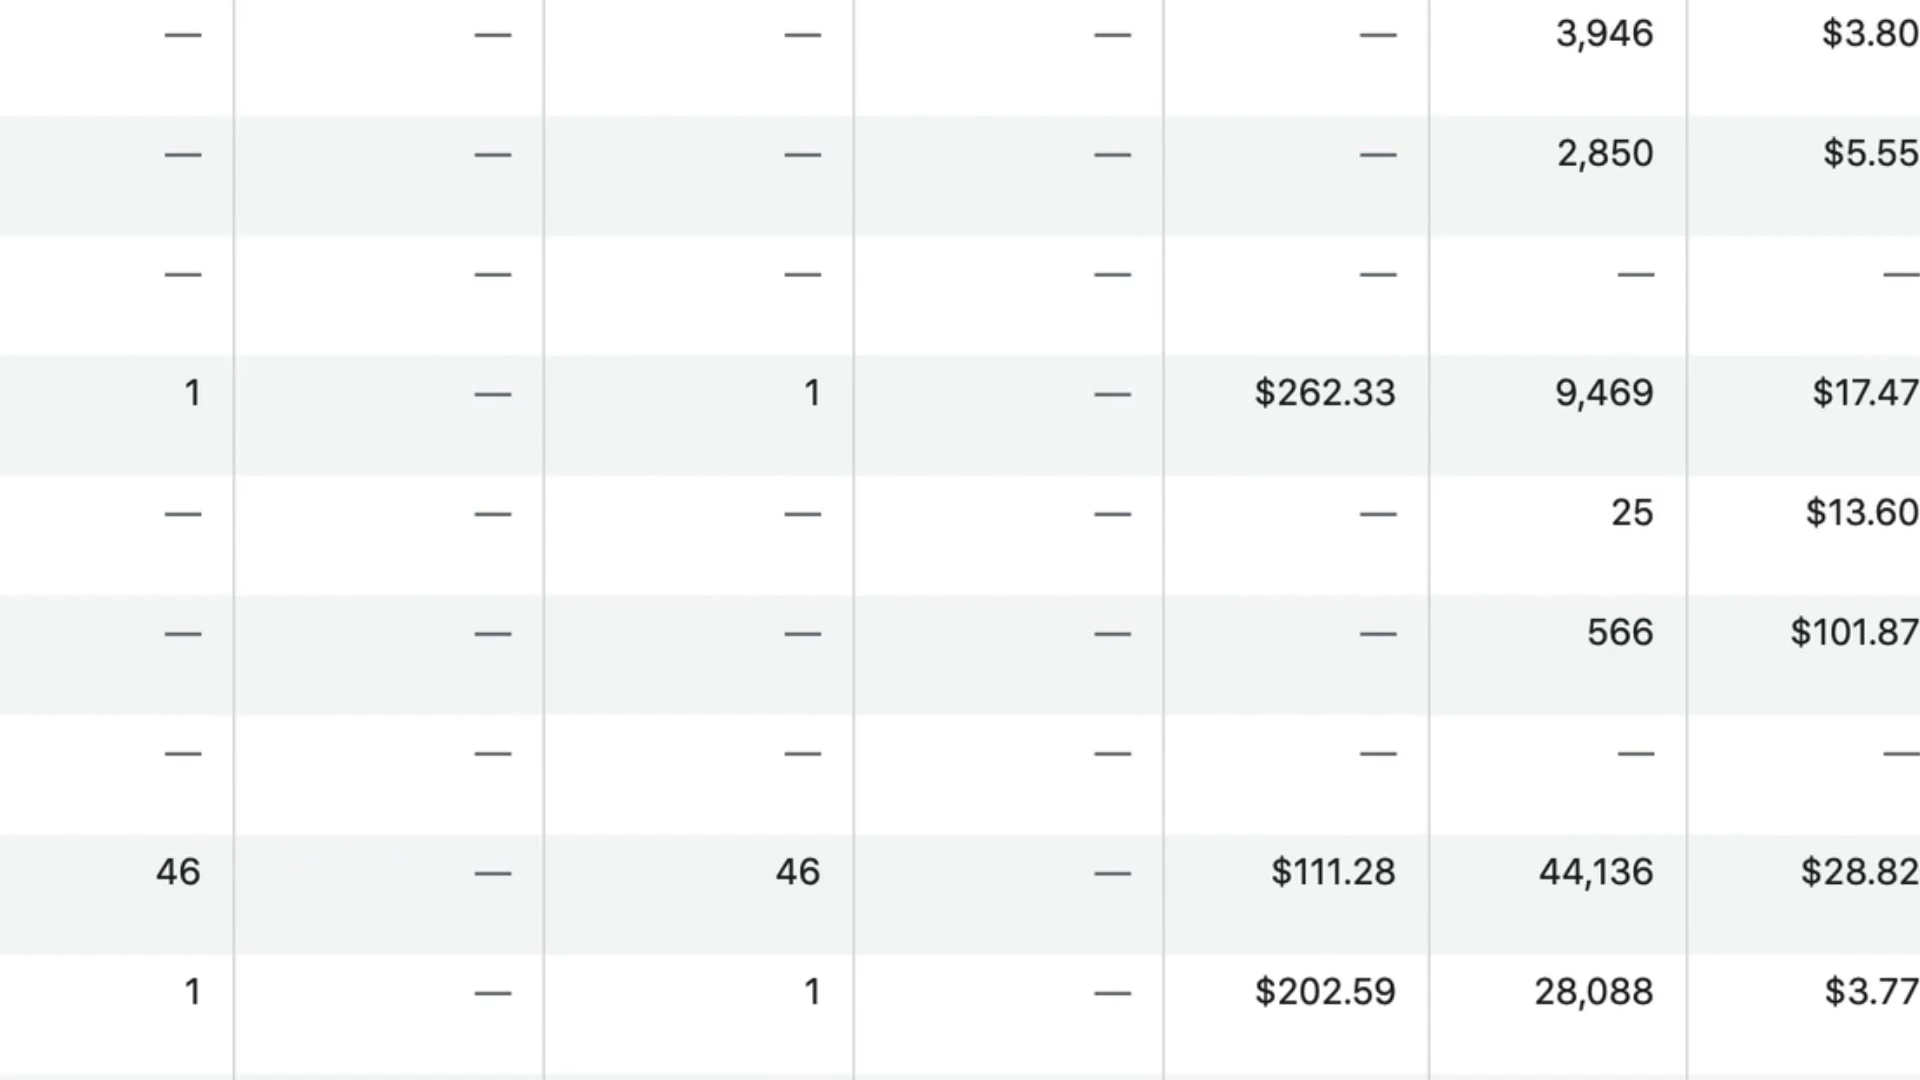 — — — — — 3,946 $3.80
— — — — — 2,850 $5.55
— — — — — — —
1 — 1 — $262.33 9,469 $17.47
— — — — — 25 $13.60
— — — — — 566 $101.87
— — — — — — —
46 — 46 — $111.28 44,136 $28.82
1 — 1 — $202.59 28,088 $3.77